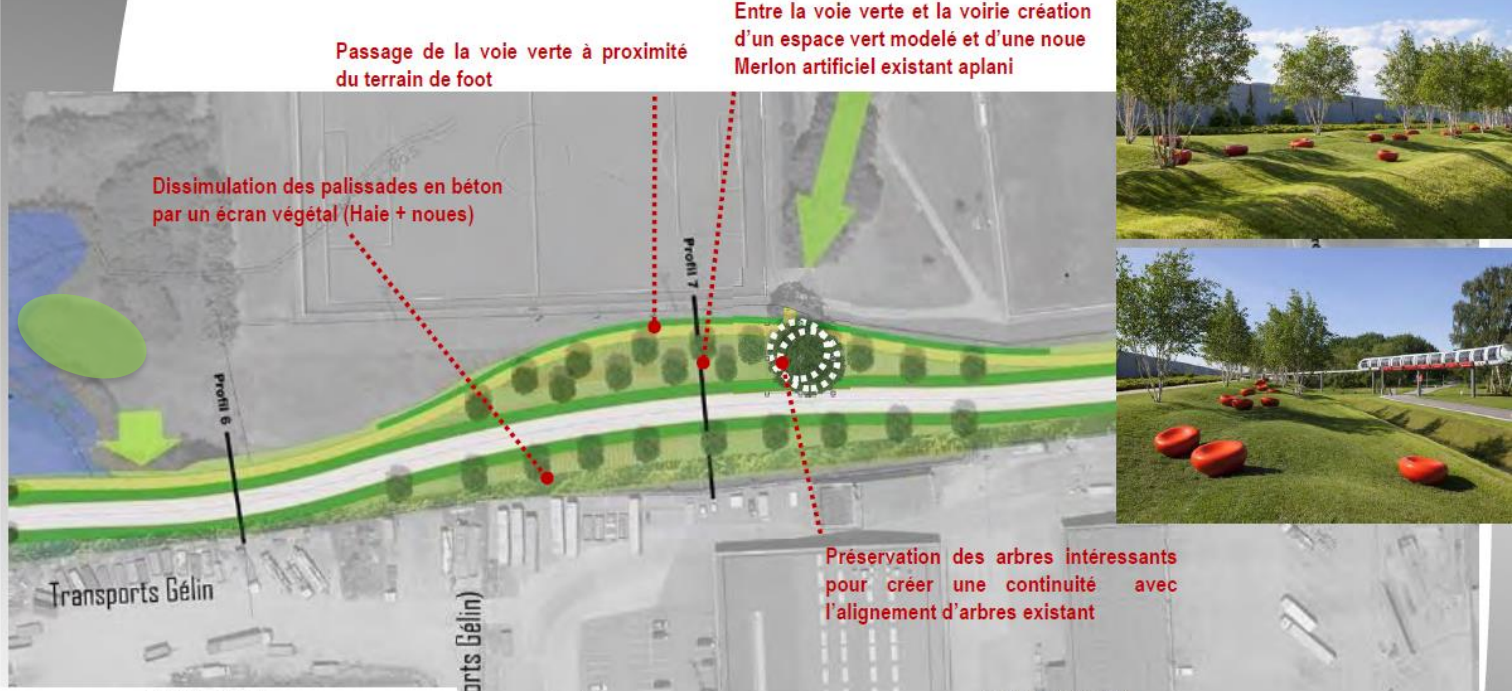 Entre la voie verte et la voirie création
d'un espace vert modelé et d'une noue
Merlon artificiel existant aplani
Passage de la voie verte à proximité
du terrain de foot
Dissimulation des palissades en béton
par un écran végétal (Haie + noues)
Profil 7
Profil 6
Préservation des arbres intéressants
pour créer une continuité avec
l'alignement d'arbres existant
Transports Gélin
orts Gélin)